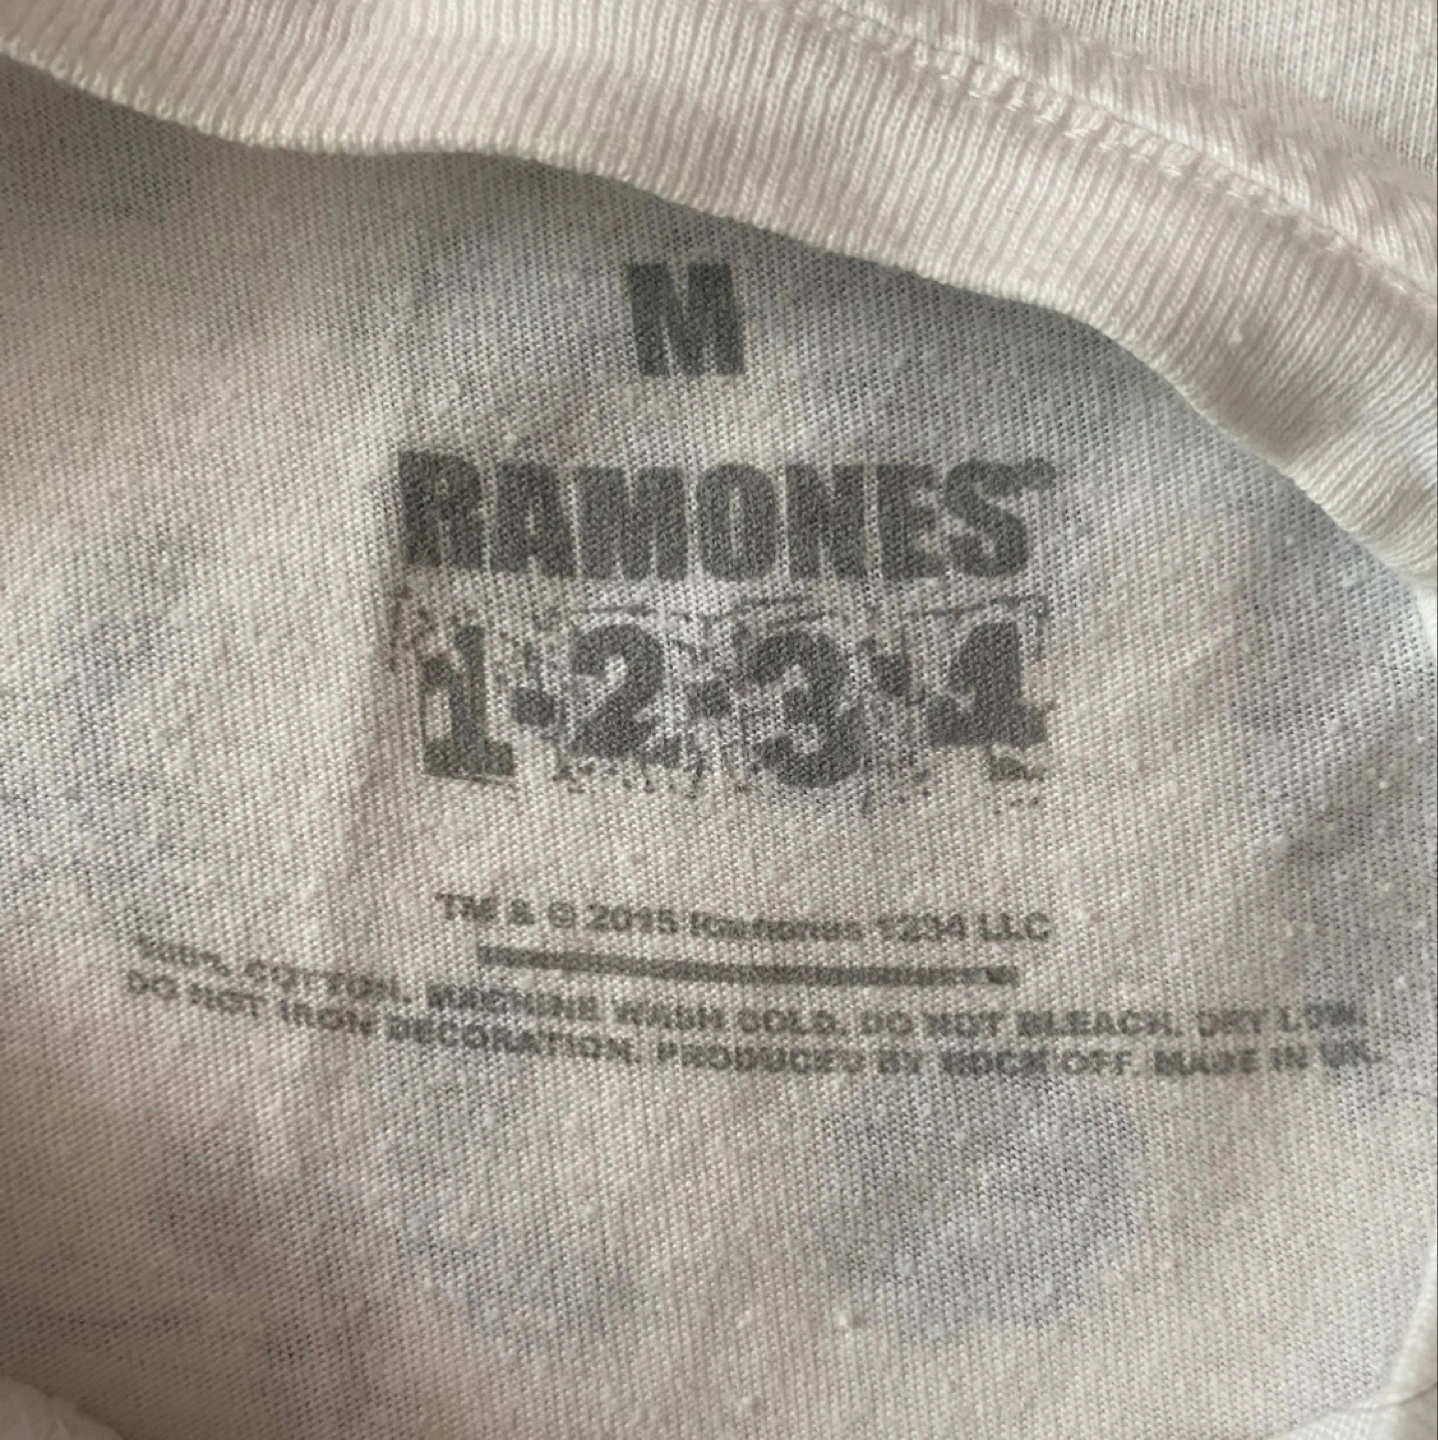 M
RAMONES
1·2·3·4
TM & © 2015 Ramones 1234 LLC
100% COTTON. MACHINE WASH COLD. DO NOT BLEACH. DRY LOW.
DO NOT IRON DECORATION. PRODUCED BY ROCK OFF. MADE IN UK.